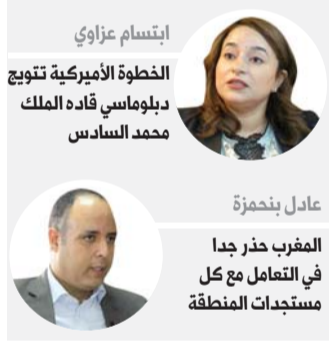 ابتسام عزاوي
الخطوة الأميركية تتويج
دبلوماسي قاده الملك
محمد السادس
عادل بنحمزة
المغرب حذر جدا
في التعامل مع كل
مستجدات المنطقة